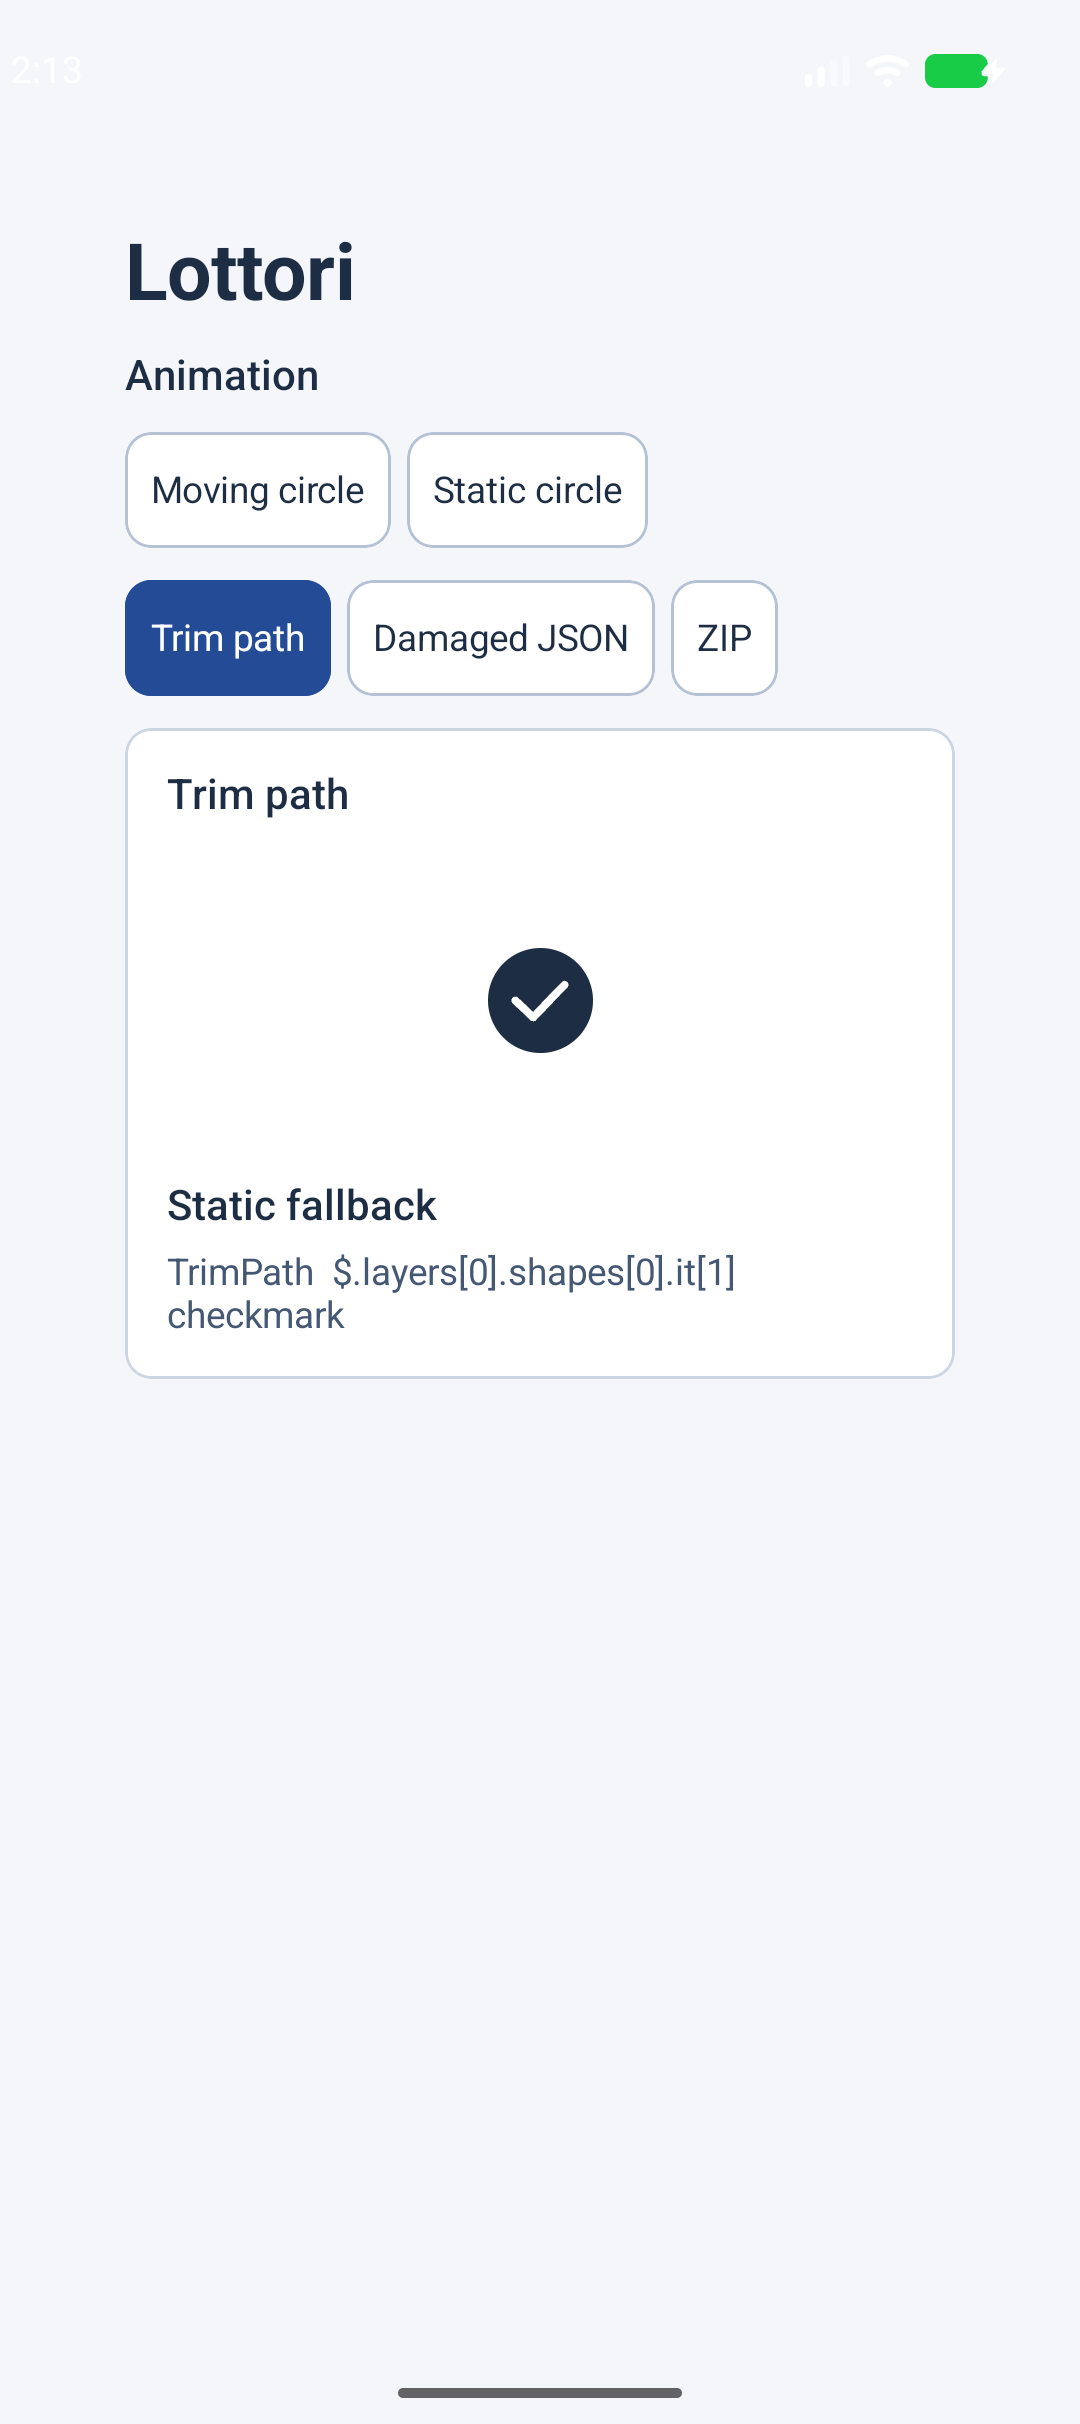 2:13
Lottori
Animation
Moving circle Static circle
Trim path Damaged JSON ZIP
Trim path
Static fallback
TrimPath $.layers[0].shapes[0].it[1]
checkmark